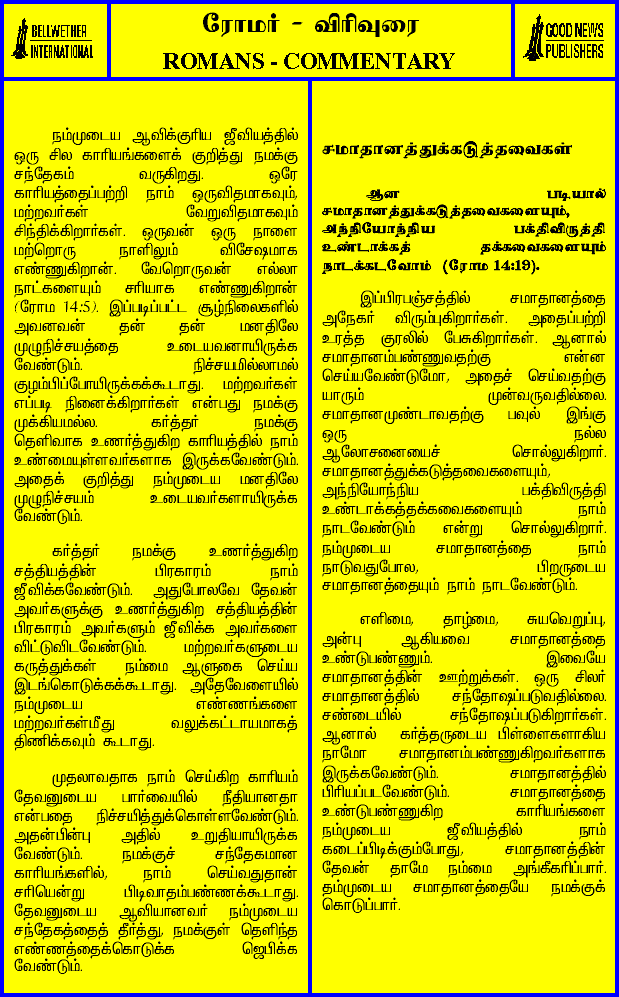 BELLWETHER
INTERNATIONAL
ரோமர் - விரிவுரை
ROMANS - COMMENTARY
GOOD NEWS
PUBLISHERS
நம்முடைய ஆவிக்குரிய ஜீவியத்தில்
ஒரு சில காரியங்களைக் குறித்து நமக்கு
சந்தேகம் வருகிறது. ஒரே
காரியத்தைப்பற்றி நாம் ஒருவிதமாகவும்,
மற்றவர்கள் வேறுவிதமாகவும்
சிந்திக்கிறார்கள். ஒருவன் ஒரு நாளை
மற்றொரு நாளிலும் விசேஷமாக
எண்ணுகிறான். வேறொருவன் எல்லா
நாட்களையும் சரியாக எண்ணுகிறான்
(ரோம 14:5). இப்படிப்பட்ட சூழ்நிலைகளில்
அவனவன் தன் தன் மனதிலே
முழுநிச்சயத்தை உடையவனாயிருக்க
வேண்டும். நிச்சயமில்லாமல்
குழம்பிப்போயிருக்கக்கூடாது. மற்றவர்கள்
எப்படி நினைக்கிறார்கள் என்பது நமக்கு
முக்கியமல்ல. கர்த்தர் நமக்கு
தெளிவாக உணர்த்துகிற காரியத்தில் நாம்
உண்மையுள்ளவர்களாக இருக்கவேண்டும்.
அதைக் குறித்து நம்முடைய மனதிலே
முழுநிச்சயம் உடையவர்களாயிருக்க
வேண்டும்.
கர்த்தர் நமக்கு உணர்த்துகிற
சத்தியத்தின் பிரகாரம் நாம்
ஜீவிக்கவேண்டும். அதுபோலவே தேவன்
அவர்களுக்கு உணர்த்துகிற சத்தியத்தின்
பிரகாரம் அவர்களும் ஜீவிக்க அவர்களை
விட்டுவிடவேண்டும். மற்றவர்களுடைய
கருத்துக்கள் நம்மை ஆளுகை செய்ய
இடங்கொடுக்கக்கூடாது. அதேவேளையில்
நம்முடைய எண்ணங்களை
மற்றவர்கள்மீது வலுக்கட்டாயமாகத்
திணிக்கவும் கூடாது.
முதலாவதாக நாம் செய்கிற காரியம்
தேவனுடைய பார்வையில் நீதியானதா
என்பதை நிச்சயித்துக்கொள்ளவேண்டும்.
அதன்பின்பு அதில் உறுதியாயிருக்க
வேண்டும். நமக்குச் சந்தேகமான
காரியங்களில், நாம் செய்வதுதான்
சரியென்று பிடிவாதம்பண்ணக்கூடாது.
தேவனுடைய ஆவியானவர் நம்முடைய
சந்தேகத்தைத் தீர்த்து, நமக்குள் தெளிந்த
எண்ணத்தைக்கொடுக்க ஜெபிக்க
வேண்டும்.
சமாதானத்துக்கடுத்தவைகள்
ஆன படியால்
சமாதானத்துக்கடுத்தவைகளையும்,
அந்நியோந்நிய பக்திவிருத்தி
உண்டாக்கத் தக்கவைகளையும்
நாடக்கடவோம் (ரோம 14:19).
இப்பிரபஞ்சத்தில் சமாதானத்தை
அநேகர் விரும்புகிறார்கள். அதைப்பற்றி
உரத்த குரலில் பேசுகிறார்கள். ஆனால்
சமாதானம்பண்ணுவதற்கு என்ன
செய்யவேண்டுமோ, அதைச் செய்வதற்கு
யாரும் முன்வருவதில்லை.
சமாதானமுண்டாவதற்கு பவுல் இங்கு
ஒரு நல்ல
ஆலோசனையைச் சொல்லுகிறார்.
சமாதானத்துக்கடுத்தவைகளையும்,
அந்நியோந்நிய பக்திவிருத்தி
உண்டாக்கத்தக்கவைகளையும் நாம்
நாடவேண்டும் என்று சொல்லுகிறார்.
நம்முடைய சமாதானத்தை நாம்
நாடுவதுபோல, பிறருடைய
சமாதானத்தையும் நாம் நாடவேண்டும்.
எளிமை, தாழ்மை, சுயவெறுப்பு,
அன்பு ஆகியவை சமாதானத்தை
உண்டுபண்ணும். இவையே
சமாதானத்தின் ஊற்றுக்கள். ஒரு சிலர்
சமாதானத்தில் சந்தோஷப்படுவதில்லை.
சண்டையில் சந்தோஷப்படுகிறார்கள்.
ஆனால் கர்த்தருடைய பிள்ளைகளாகிய
நாமோ சமாதானம்பண்ணுகிறவர்களாக
இருக்கவேண்டும். சமாதானத்தில்
பிரியப்படவேண்டும். சமாதானத்தை
உண்டுபண்ணுகிற காரியங்களை
நம்முடைய ஜீவியத்தில் நாம்
கடைப்பிடிக்கும்போது, சமாதானத்தின்
தேவன் தாமே நம்மை அங்கீகரிப்பார்.
தம்முடைய சமாதானத்தையே நமக்குக்
கொடுப்பார்.